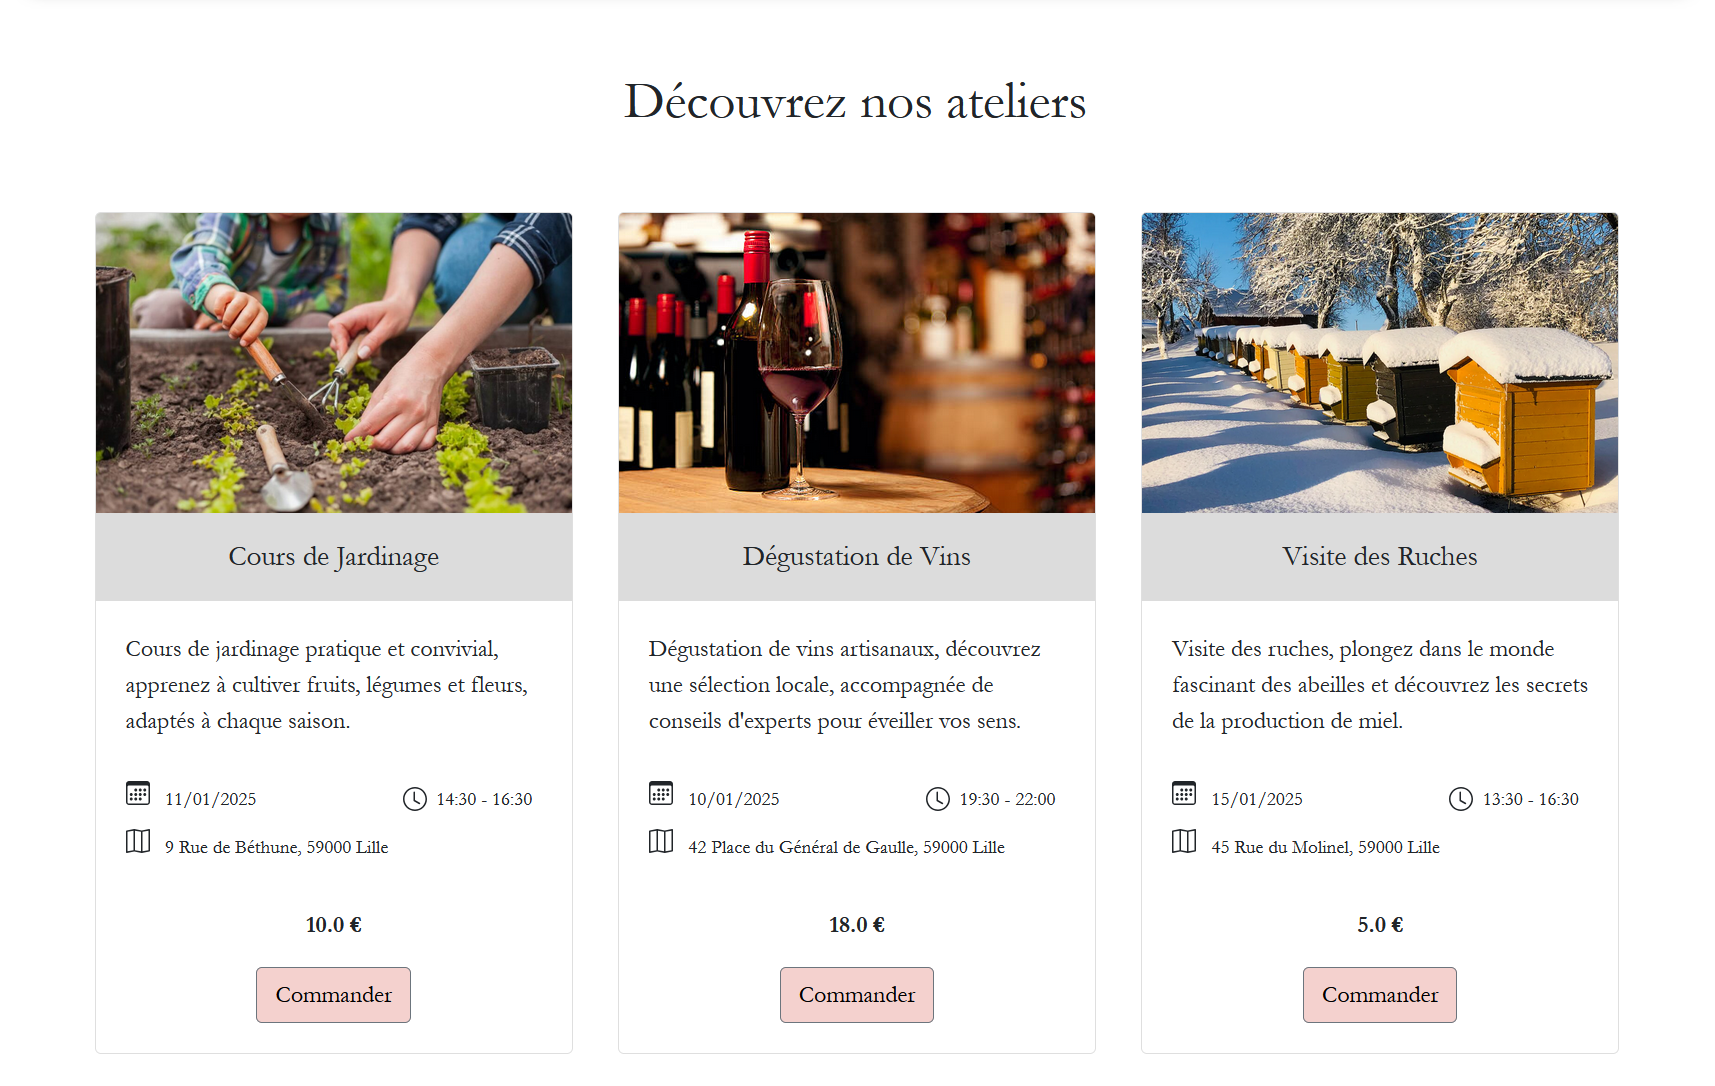 Découvrez nos ateliers
Cours de Jardinage
Cours de jardinage pratique et convivial,
apprenez à cultiver fruits, légumes et fleurs,
adaptés à chaque saison.
11/01/2025
14:30 - 16:30
9 Rue de Béthune, 59000 Lille
10.0 €
Commander
Dégustation de Vins
Dégustation de vins artisanaux, découvrez
une sélection locale, accompagnée de
conseils d'experts pour éveiller vos sens.
10/01/2025
19:30 - 22:00
42 Place du Général de Gaulle, 59000 Lille
18.0 €
Commander
Visite des Ruches
Visite des ruches, plongez dans le monde
fascinant des abeilles et découvrez les secrets
de la production de miel.
15/01/2025
13:30 - 16:30
45 Rue du Molinel, 59000 Lille
5.0 €
Commander